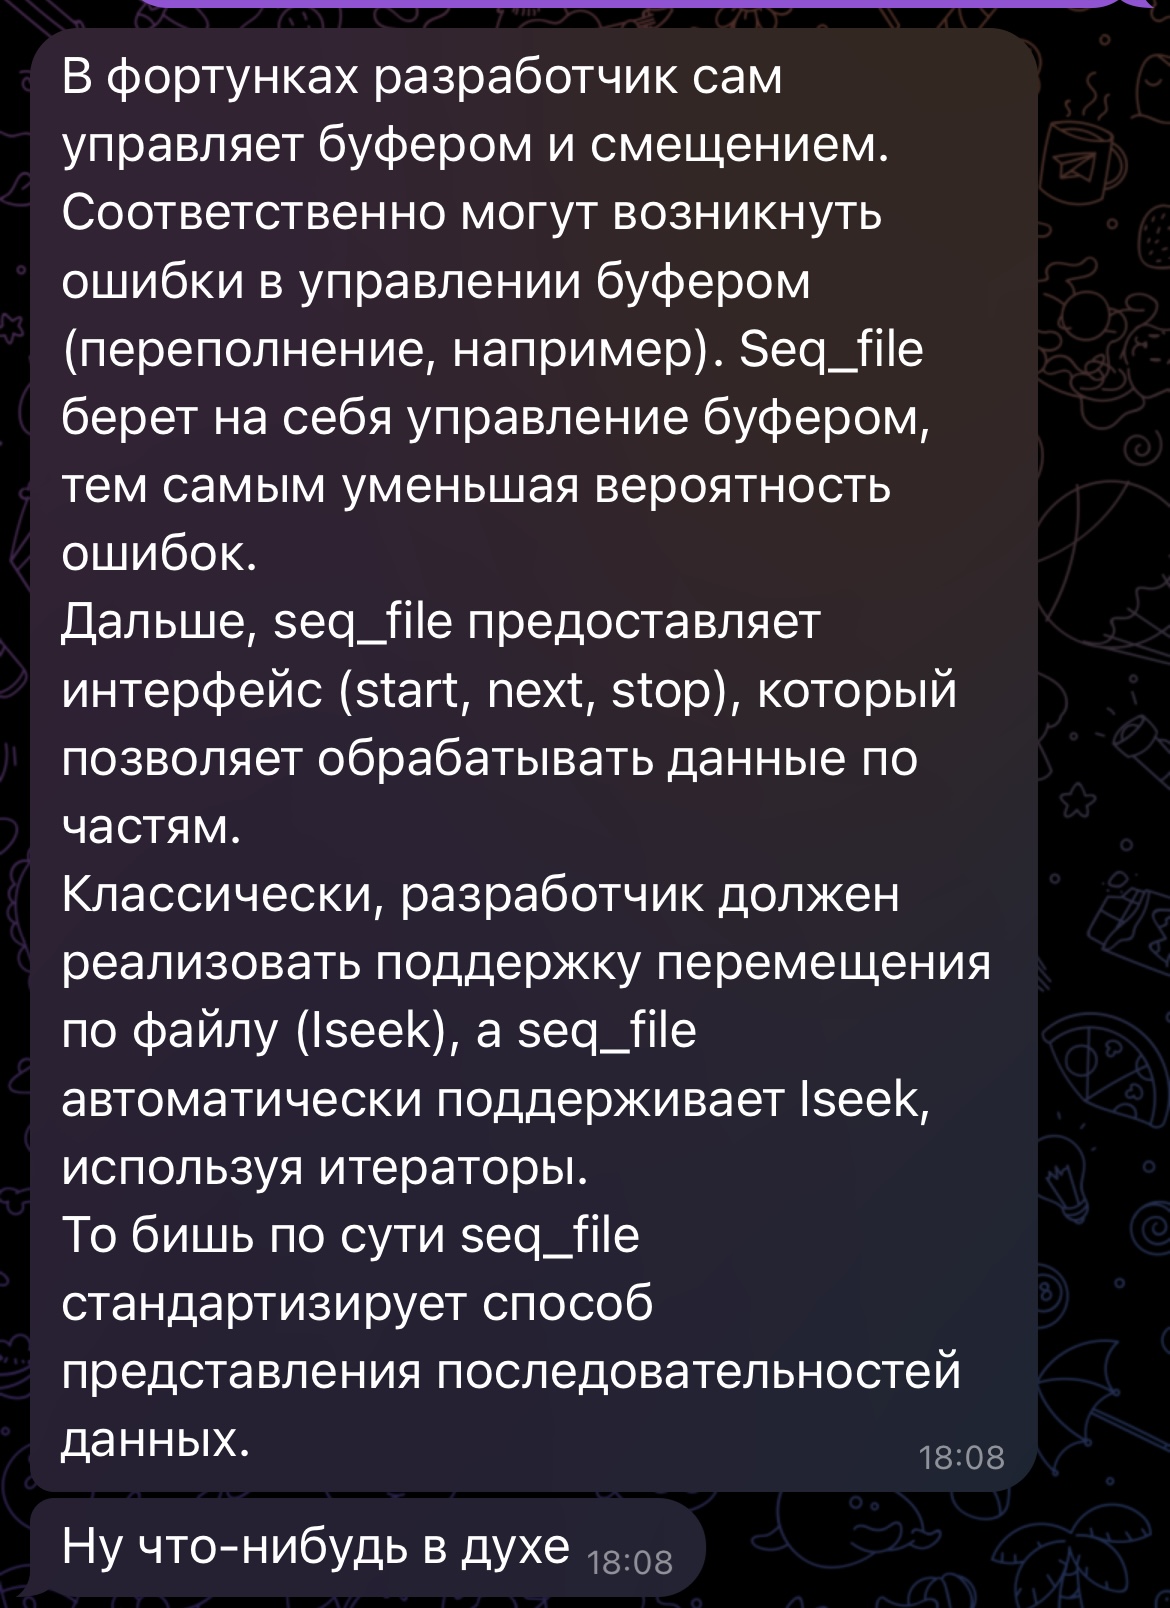 В фортунках разработчик сам
управляет буфером и смещением.
Соответственно могут возникнуть
ошибки в управлении буфером
(переполнение, например). Seq_file
берет на себя управление буфером,
тем самым уменьшая вероятность
ошибок.
Дальше, seq_file предоставляет
интерфейс (start, next, stop), который
позволяет обрабатывать данные по
частям.
Классически, разработчик должен
реализовать поддержку перемещения
по файлу (lseek), а seq_file
автоматически поддерживает lseek,
используя итераторы.
То бишь по сути seq_file
стандартизирует способ
представления последовательностей
данных.
18:08
Ну что-нибудь в духе 18:08